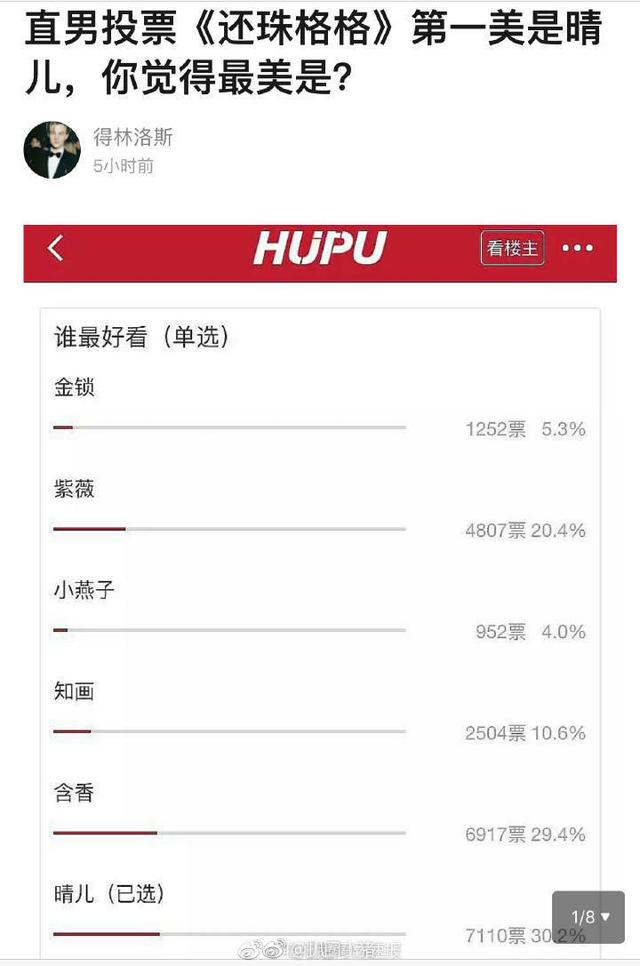 直男投票《还珠格格》第一美是晴
儿，你觉得最美是？
得林洛斯
5小时前
HUPU
看楼主
谁最好看（单选）
金锁
1252票 5.3%
紫薇
4807票 20.4%
小燕子
952票 4.0%
知画
2504票 10.6%
含香
6917票 29.4%
晴儿（已选）
1/8
7110票 30.2%